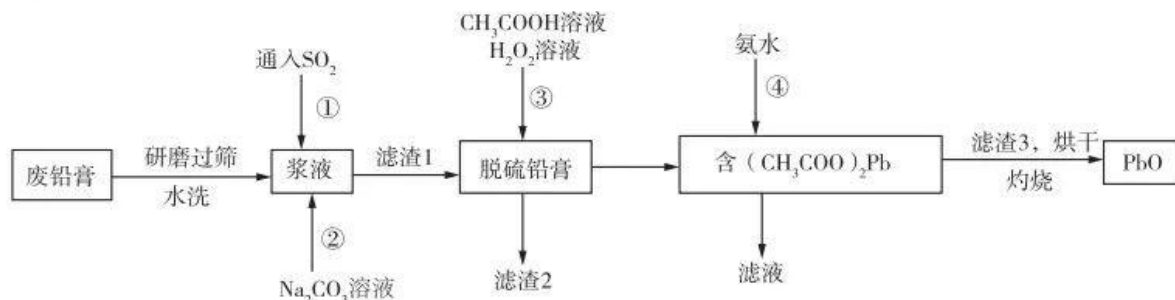 CH₃COOH溶液
H₂O₂溶液
通入SO₂
氨水
①
③
④
废铅膏
研磨过筛
水洗
浆液
滤渣1
脱硫铅膏
含（CH₃COO）₂Pb
滤渣3，烘干
灼烧
PbO
②
Na₂CO₃溶液
滤渣2
滤液